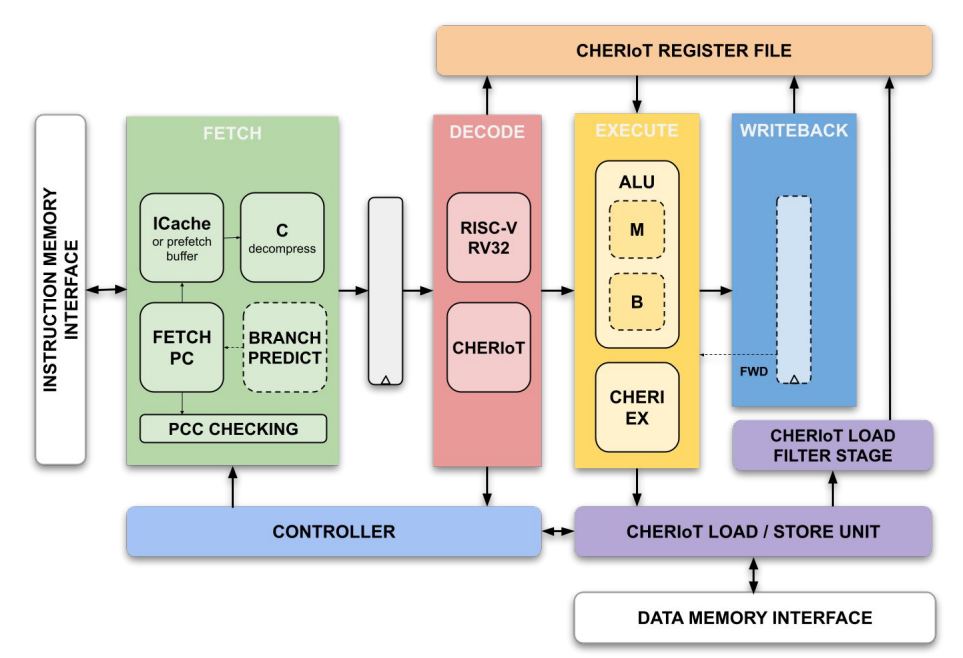 CHERIoT REGISTER FILE
INSTRUCTION MEMORY
INTERFACE
FETCH
ICache
or prefetch
buffer
C
decompress
FETCH
PC
BRANCH
PREDICT
PCC CHECKING
DECODE
RISC-V
RV32
CHERIoT
EXECUTE
ALU
M
B
CHERI
EX
WRITEBACK
FWD
CHERIoT LOAD
FILTER STAGE
CONTROLLER
CHERIoT LOAD / STORE UNIT
DATA MEMORY INTERFACE